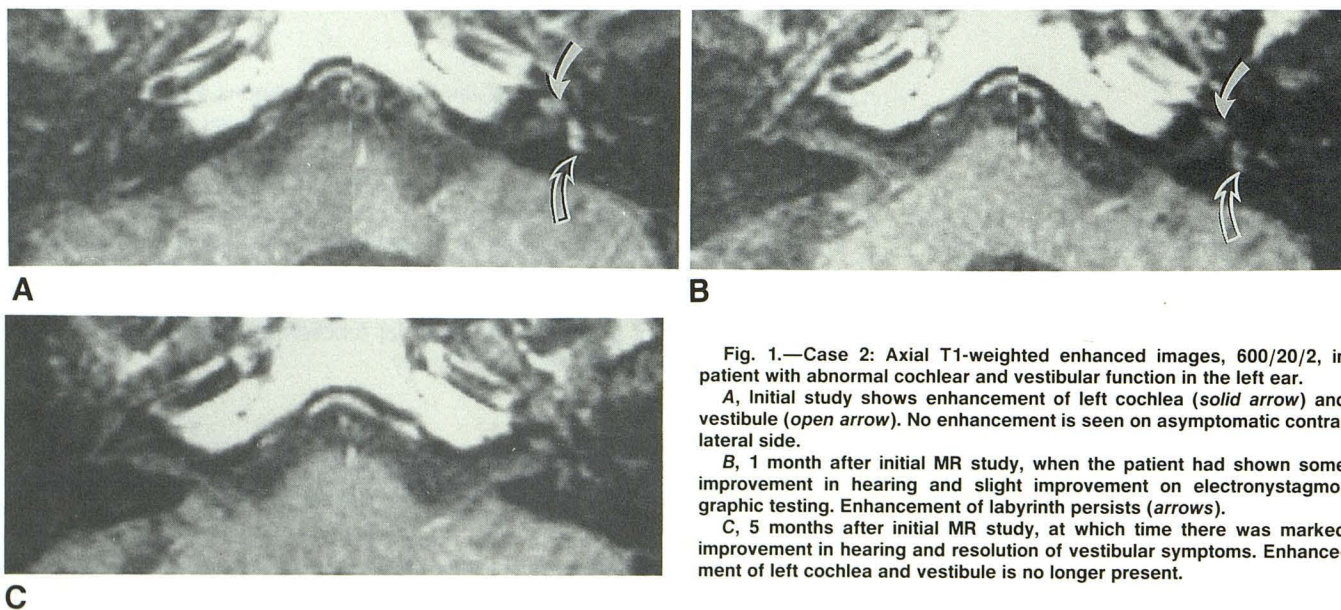 A
B
C
Fig. 1.—Case 2: Axial T1-weighted enhanced images, 600/20/2, in
patient with abnormal cochlear and vestibular function in the left ear.
A, Initial study shows enhancement of left cochlea (solid arrow) and
vestibule (open arrow). No enhancement is seen on asymptomatic contra-
lateral side.
B, 1 month after initial MR study, when the patient had shown some
improvement in hearing and slight improvement on electronystagmo-
graphic testing. Enhancement of labyrinth persists (arrows).
C, 5 months after initial MR study, at which time there was marked
improvement in hearing and resolution of vestibular symptoms. Enhance-
ment of left cochlea and vestibule is no longer present.